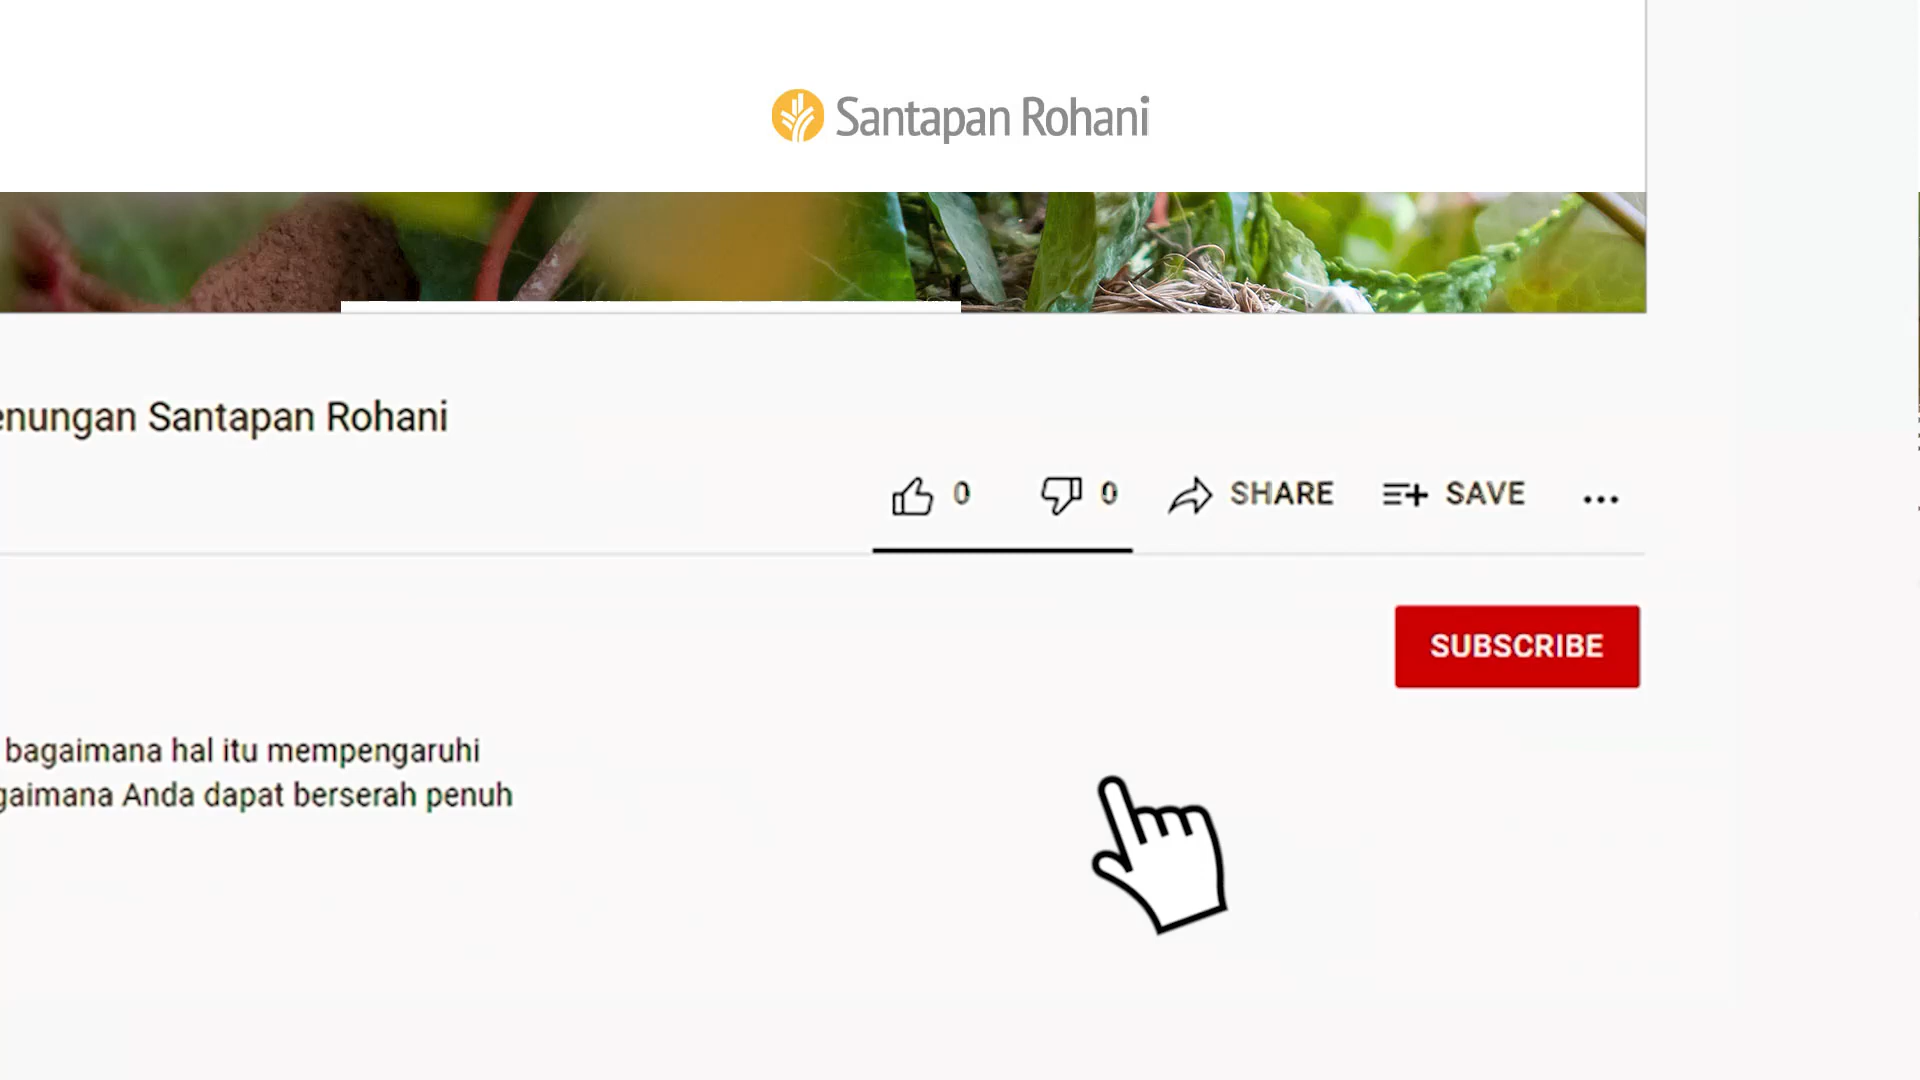 Santapan Rohani
enungan Santapan Rohani
0 0 SHARE SAVE ...
SUBSCRIBE
bagaimana hal itu mempengaruhi
gaimana Anda dapat berserah penuh